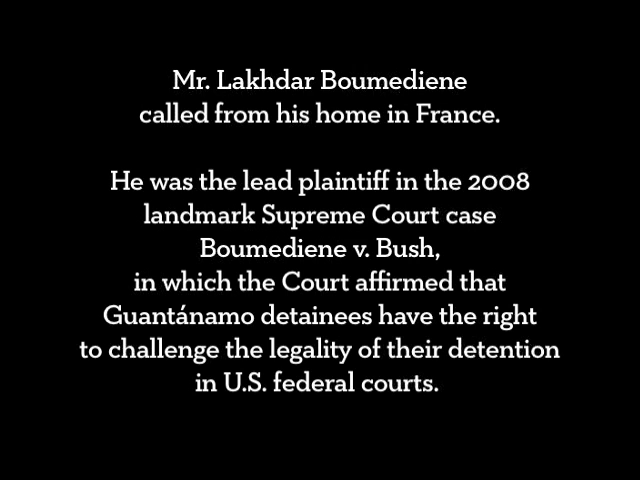 Mr. Lakhdar Boumediene
called from his home in France.
He was the lead plaintiff in the 2008
landmark Supreme Court case
Boumediene v. Bush,
in which the Court affirmed that
Guantánamo detainees have the right
to challenge the legality of their detention
in U.S. federal courts.